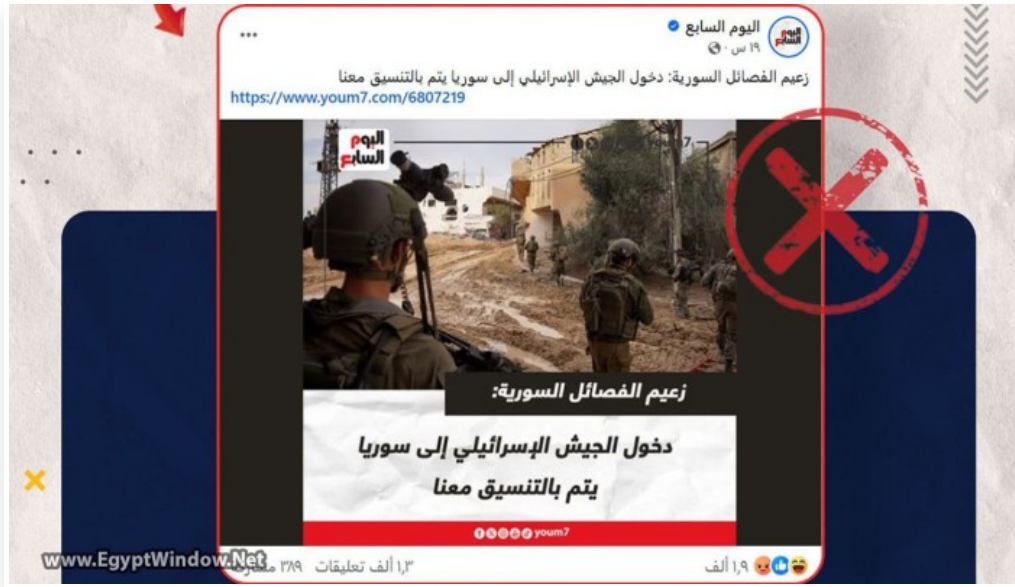 اليوم السابع
١٩ س
زعيم الفصائل السورية: دخول الجيش الإسرائيلي إلى سوريا يتم بالتنسيق معنا
https://www.youm7.com/6807219
اليوم السابع
youm7
زعيم الفصائل السورية:
دخول الجيش الإسرائيلي إلى سوريا
يتم بالتنسيق معنا
youm7
١,٩ ألف
١,٣ ألف تعليقات ٣٨٩
www.EgyptWindow.Net